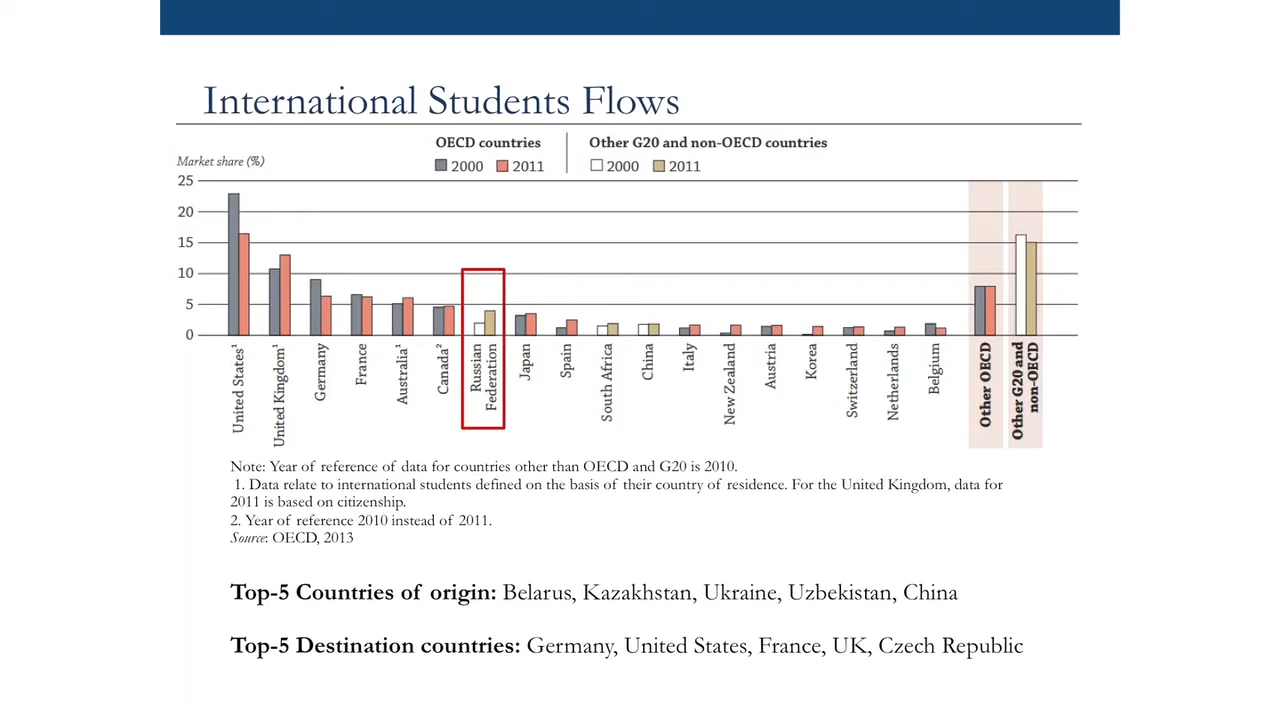 International Students Flows
OECD countries
Other G20 and non-OECD countries
2000 2011
2000 2011
Market share (%)
25
20
15
10
5
0
United States¹
United Kingdom¹
Germany
France
Australia¹
Canada²
Russian
Federation
Japan
Spain
South Africa
China
Italy
New Zealand
Austria
Korea
Switzerland
Netherlands
Belgium
Other OECD
Other G20 and
non-OECD
Note: Year of reference of data for countries other than OECD and G20 is 2010.
1. Data relate to international students defined on the basis of their country of residence. For the United Kingdom, data for
2011 is based on citizenship.
2. Year of reference 2010 instead of 2011.
Source: OECD, 2013
Top-5 Countries of origin: Belarus, Kazakhstan, Ukraine, Uzbekistan, China
Top-5 Destination countries: Germany, United States, France, UK, Czech Republic